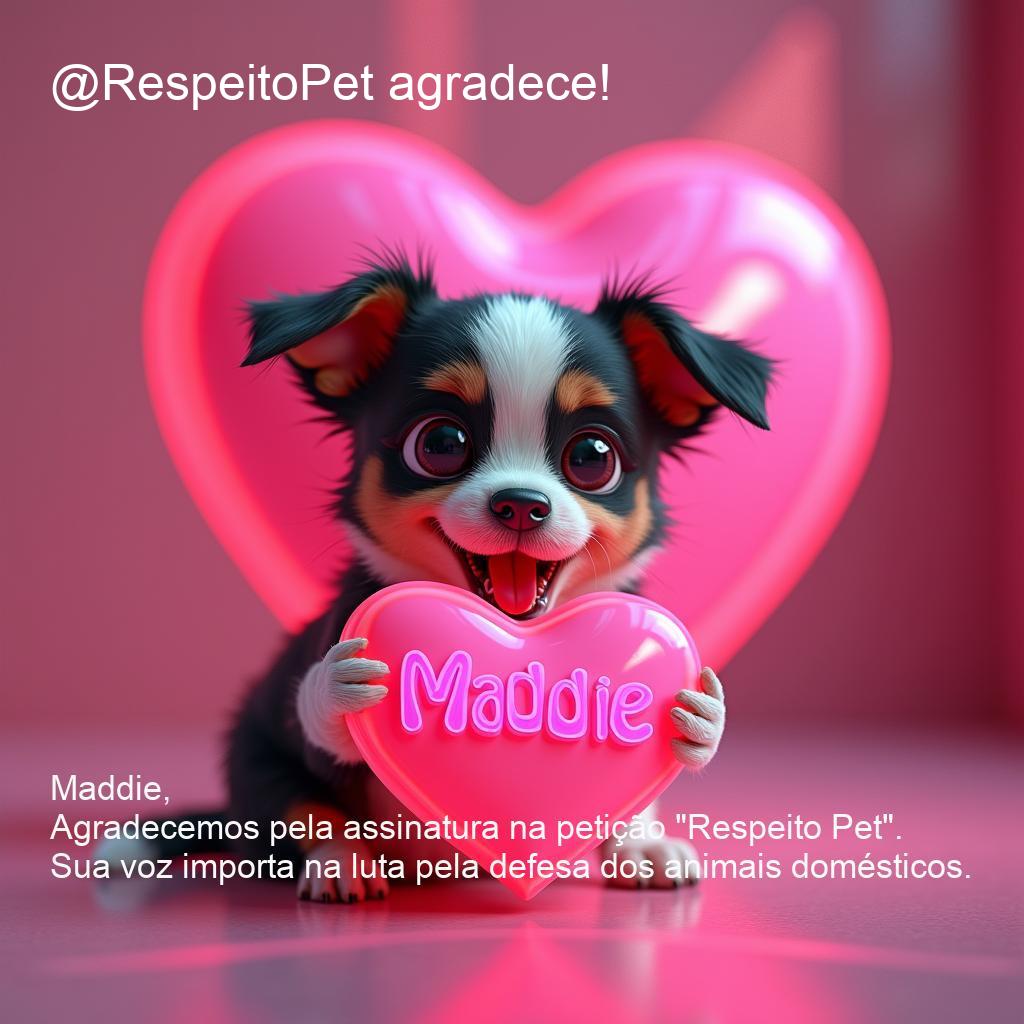 @RespeitoPet agradece!
Maddie
Maddie,
Agradecemos pela assinatura na petição "Respeito Pet".
Sua voz importa na luta pela defesa dos animais domésticos.